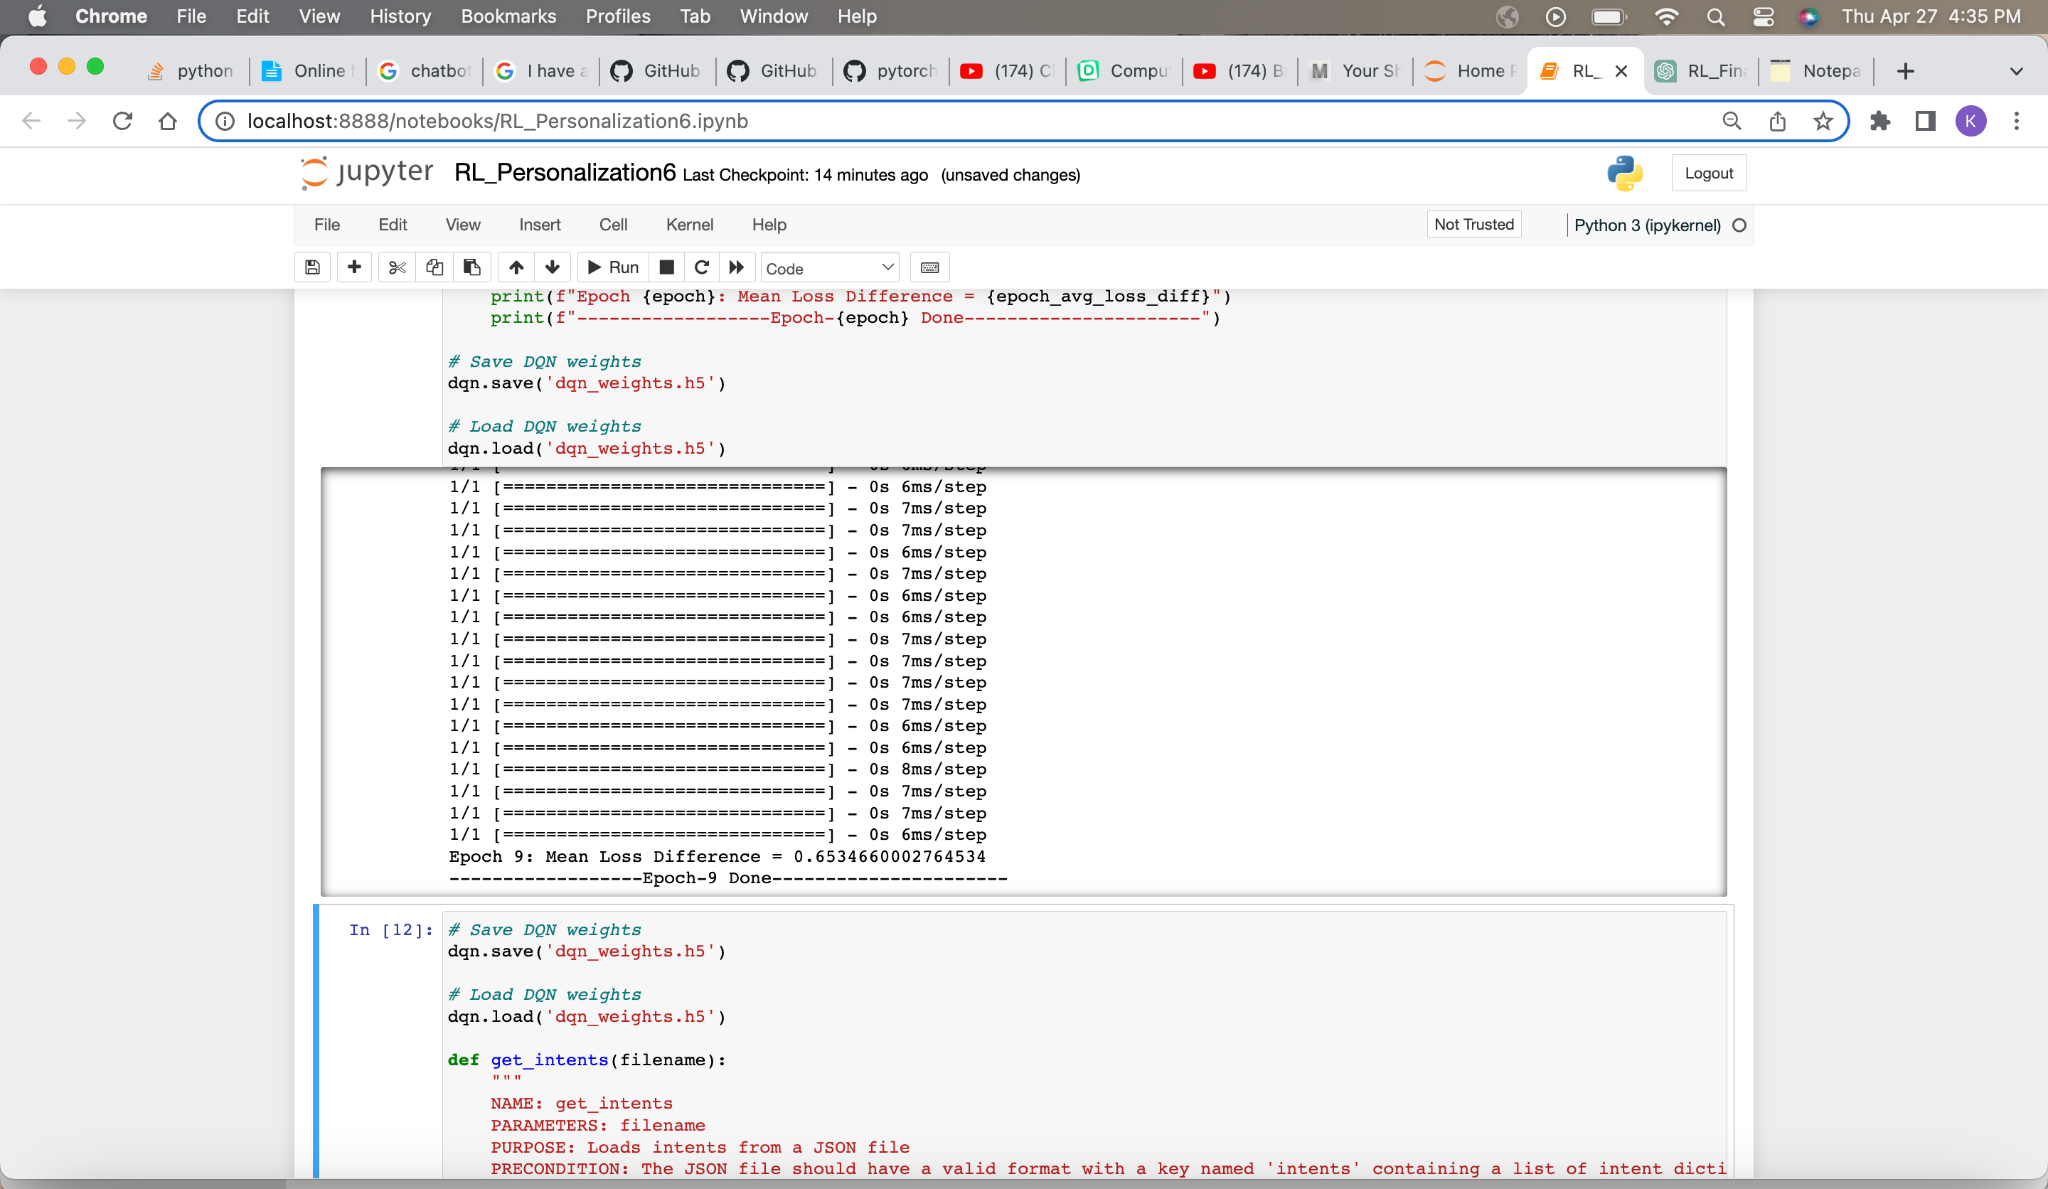 Chrome File Edit View History Bookmarks Profiles Tab Window Help Thu Apr 27 4:35 PM
python Online chatbot I have a GitHub GitHub pytorch (174) C Compu (174) B Your Sh Home P RL_ RL_Fin Notepa
localhost:8888/notebooks/RL_Personalization6.ipynb K
jupyter RL_Personalization6 Last Checkpoint: 14 minutes ago (unsaved changes) Logout
File Edit View Insert Cell Kernel Help Not Trusted Python 3 (ipykernel)
Run Code
print(f"Epoch {epoch}: Mean Loss Difference = {epoch_avg_loss_diff}")
print(f"------------------Epoch-{epoch} Done----------------------")
# Save DQN weights
dqn.save('dqn_weights.h5')
# Load DQN weights
dqn.load('dqn_weights.h5')
1/1 [==============================] - 0s 6ms/step
1/1 [==============================] - 0s 7ms/step
1/1 [==============================] - 0s 7ms/step
1/1 [==============================] - 0s 6ms/step
1/1 [==============================] - 0s 7ms/step
1/1 [==============================] - 0s 6ms/step
1/1 [==============================] - 0s 6ms/step
1/1 [==============================] - 0s 7ms/step
1/1 [==============================] - 0s 7ms/step
1/1 [==============================] - 0s 7ms/step
1/1 [==============================] - 0s 7ms/step
1/1 [==============================] - 0s 6ms/step
1/1 [==============================] - 0s 6ms/step
1/1 [==============================] - 0s 8ms/step
1/1 [==============================] - 0s 7ms/step
1/1 [==============================] - 0s 7ms/step
1/1 [==============================] - 0s 6ms/step
Epoch 9: Mean Loss Difference = 0.6534660002764534
------------------Epoch-9 Done----------------------
In [12]: # Save DQN weights
dqn.save('dqn_weights.h5')
# Load DQN weights
dqn.load('dqn_weights.h5')
def get_intents(filename):
"""
NAME: get_intents
PARAMETERS: filename
PURPOSE: Loads intents from a JSON file
PRECONDITION: The JSON file should have a valid format with a key named 'intents' containing a list of intent dicti